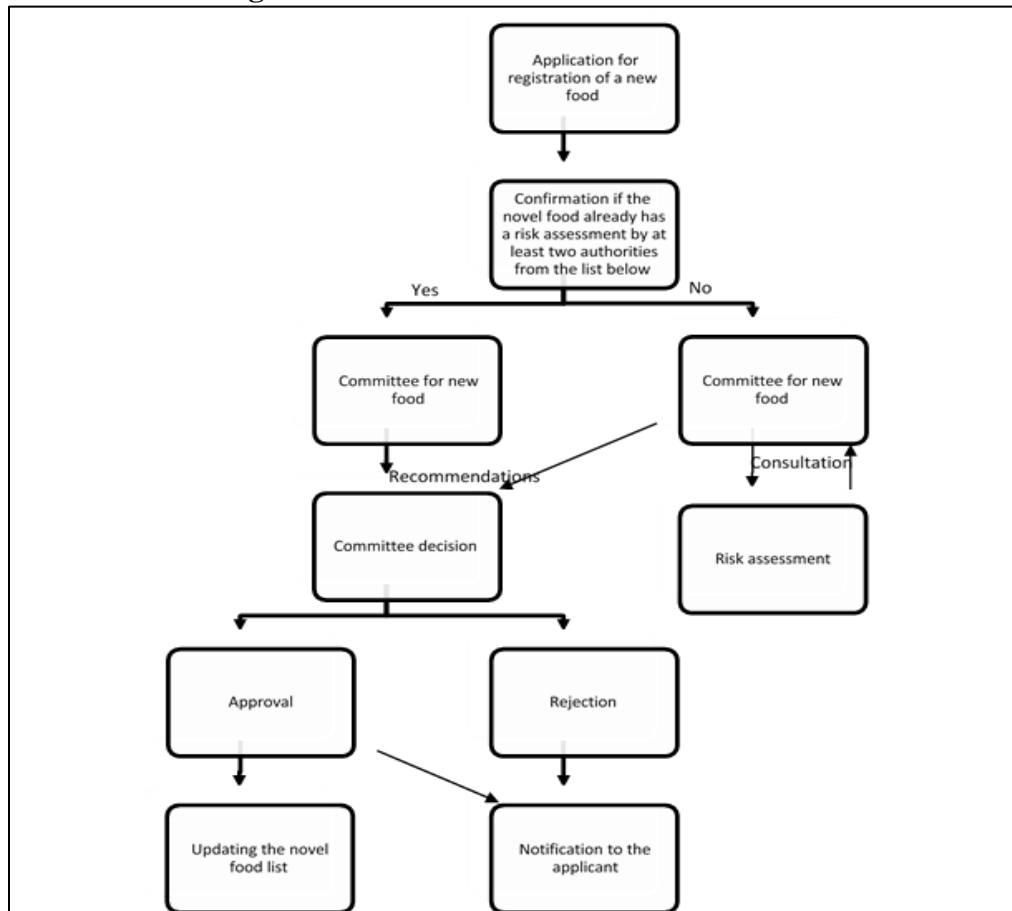 Application for
registration of a new
food
Confirmation if the
novel food already has
a risk assessment by at
least two authorities
from the list below
Yes
No
Committee for new
food
Committee for new
food
Recommendations
Consultation
Committee decision
Risk assessment
Approval
Rejection
Updating the novel
food list
Notification to the
applicant